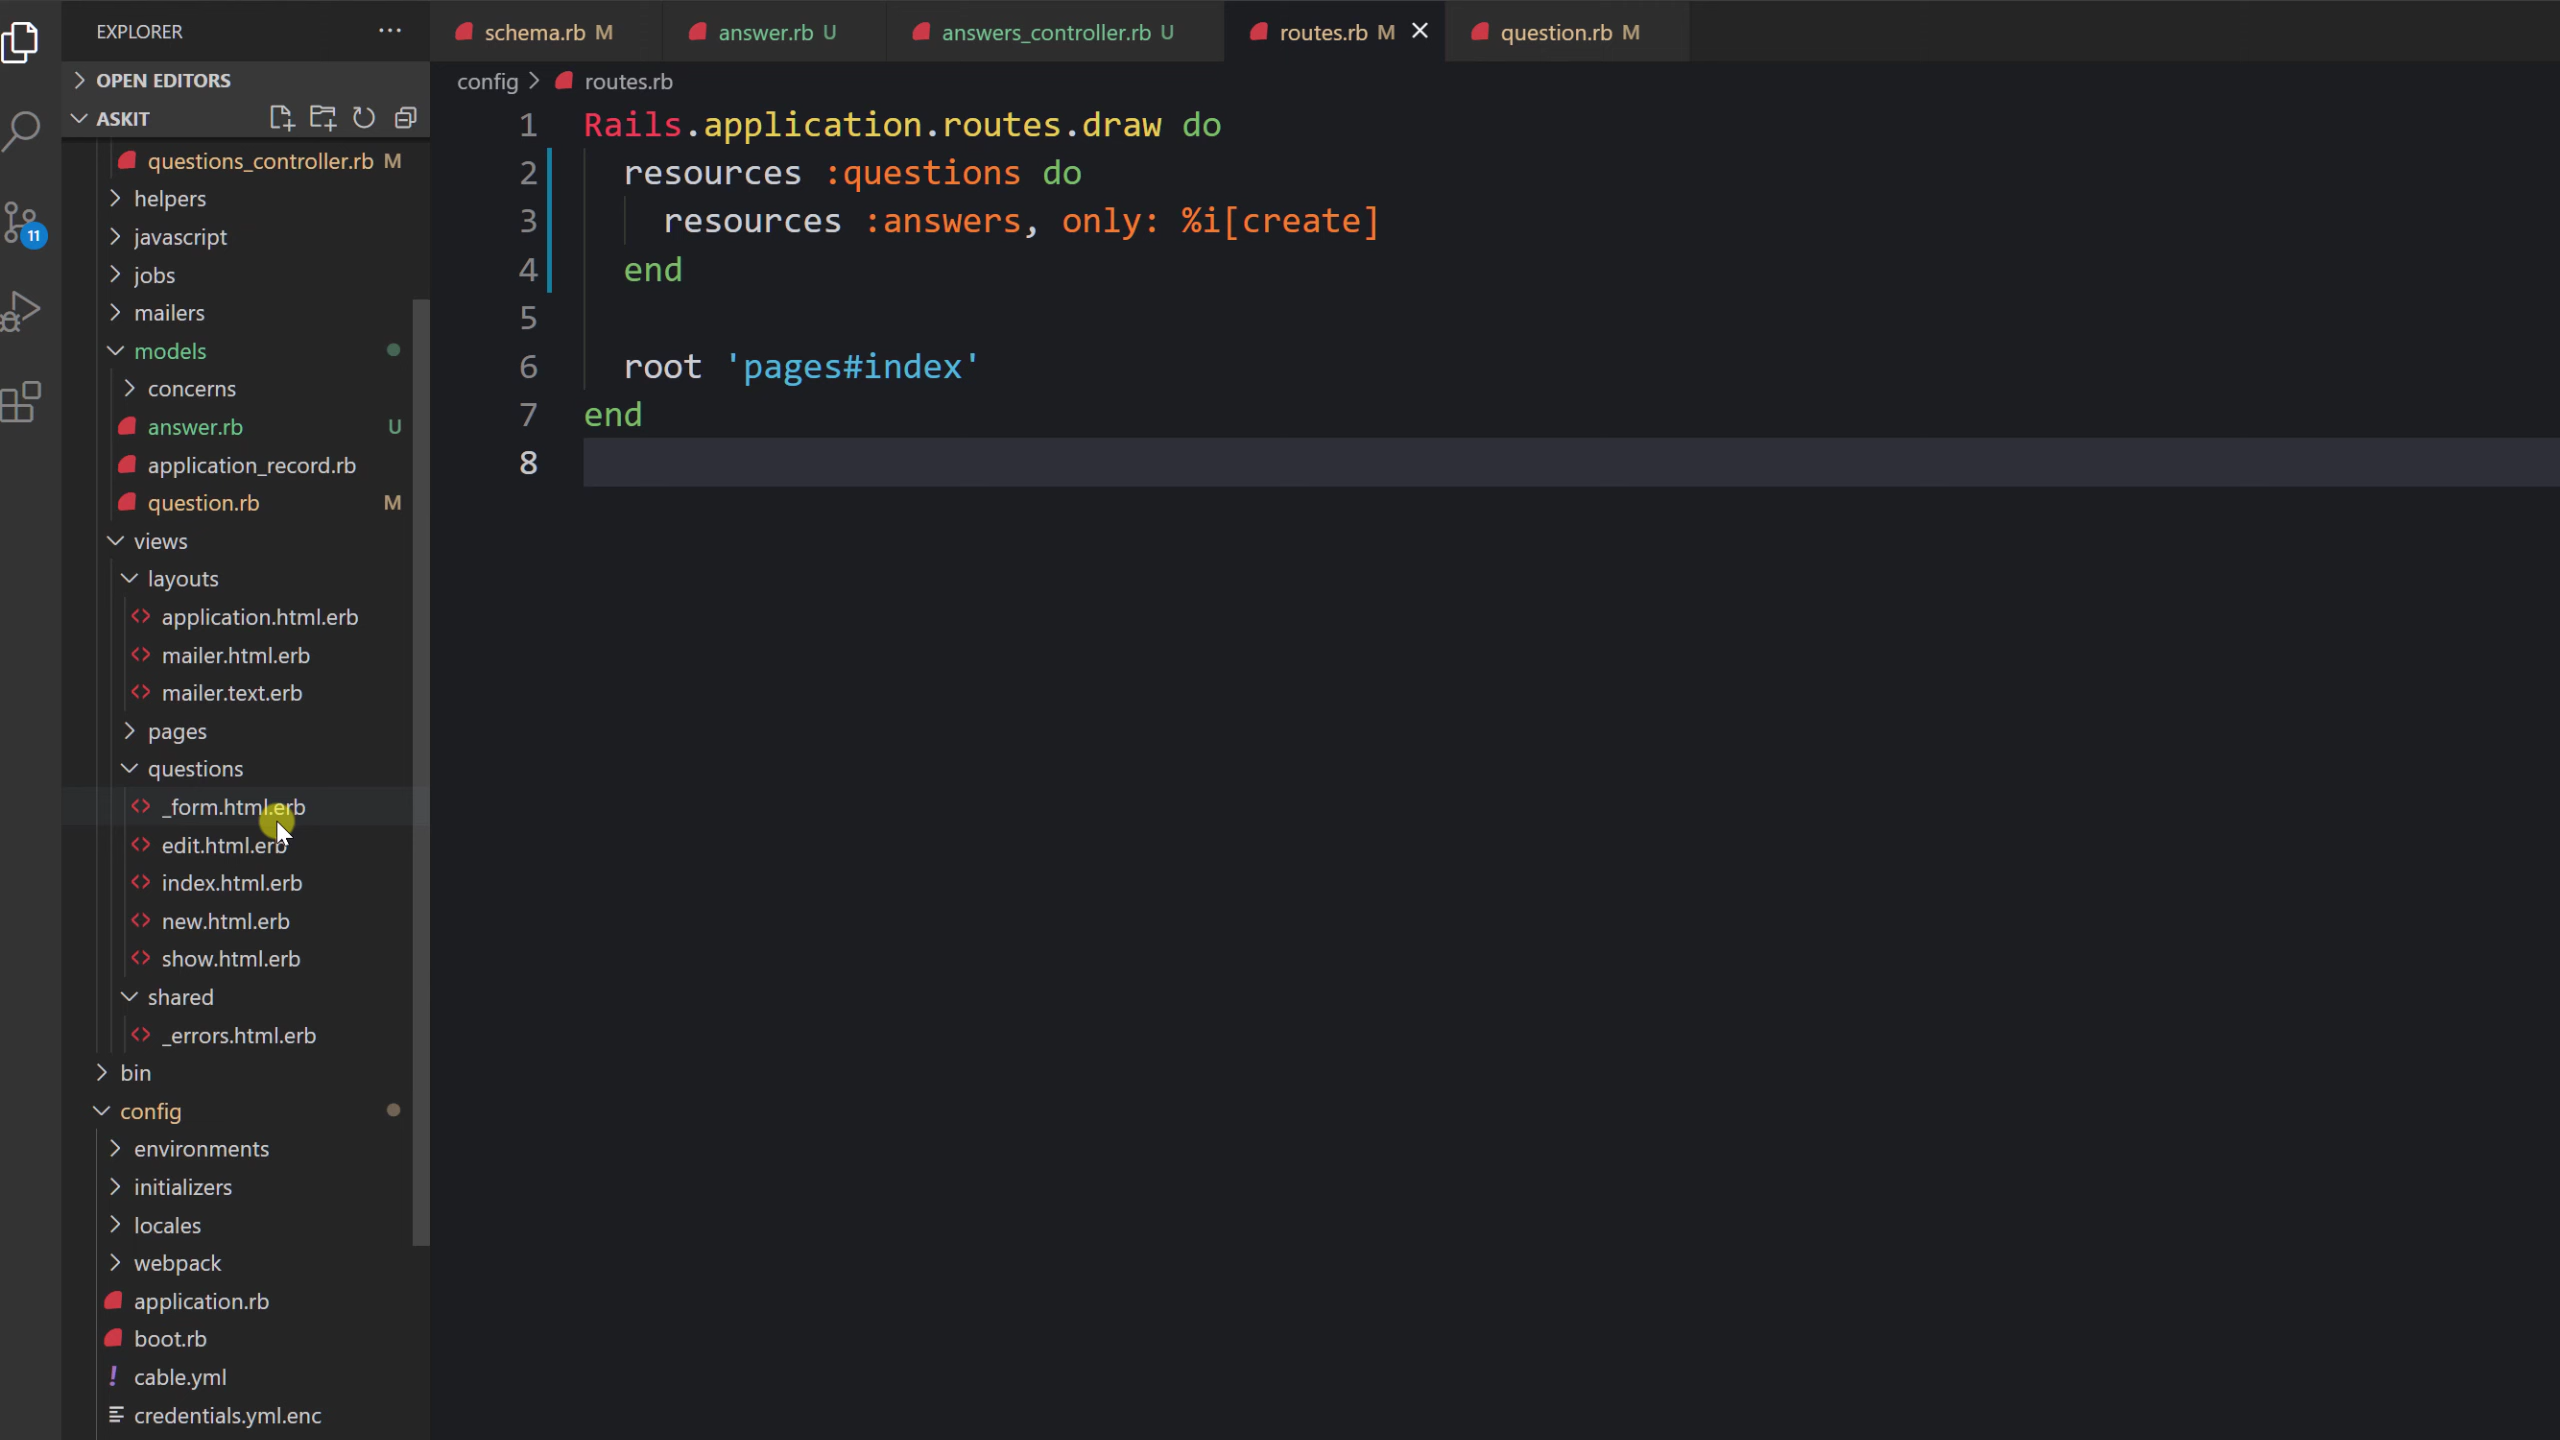 EXPLORER
OPEN EDITORS
ASKIT
questions_controller.rb M
helpers
javascript
11
jobs
mailers
models
concerns
answer.rb U
application_record.rb
question.rb M
views
layouts
application.html.erb
mailer.html.erb
mailer.text.erb
pages
questions
_form.html.erb
edit.html.erb
index.html.erb
new.html.erb
show.html.erb
shared
_errors.html.erb
bin
config
environments
initializers
locales
webpack
application.rb
boot.rb
! cable.yml
credentials.yml.enc
schema.rb M
answer.rb U
answers_controller.rb U
routes.rb M
question.rb M
config > routes.rb
1 Rails.application.routes.draw do
2 resources :questions do
3 resources :answers, only: %i[create]
4 end
5
6 root 'pages#index'
7 end
8